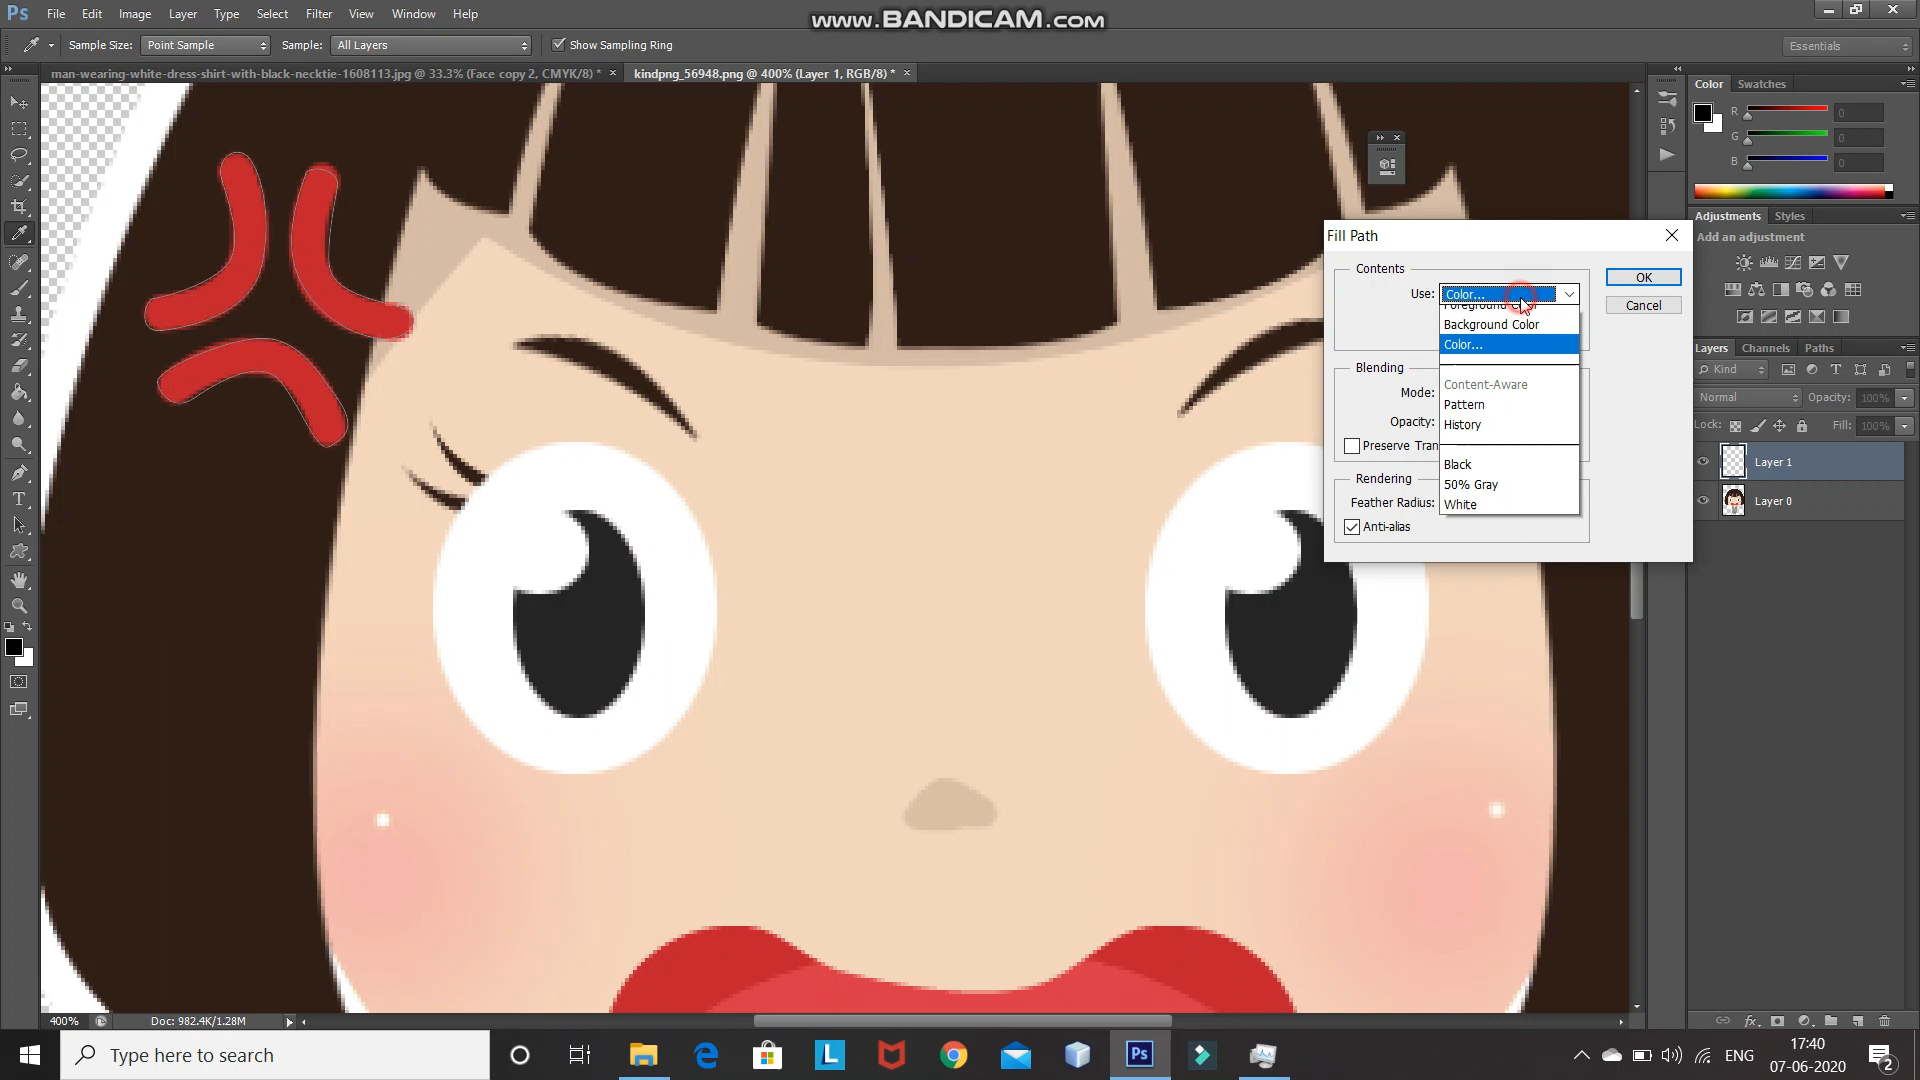 Ps File Edit Image Layer Type Select Filter View Window Help
www.BANDICAM.com
Sample Size: Point Sample Sample: All Layers Show Sampling Ring Essentials
man-wearing-white-dress-shirt-with-black-necktie-1608113.jpg @ 33.3% (Face copy 2, CMYK/8) *
kindpng_56948.png @ 400% (Layer 1, RGB/8) *
Color Swatches
R 0
G 0
B 0
Adjustments Styles
Add an adjustment
Layers Channels Paths
Kind
Normal Opacity: 100%
Lock: Fill: 100%
Layer 1
Layer 0
Fill Path
Contents
Use: Color...
OK
Cancel
Foreground Color
Background Color
Color...
Content-Aware
Pattern
History
Black
50% Gray
White
Blending
Mode:
Opacity:
Preserve Tran
Rendering
Feather Radius:
Anti-alias
400% Doc: 982.4K/1.28M
Type here to search
L
Ps
ENG
17:40
07-06-2020
2